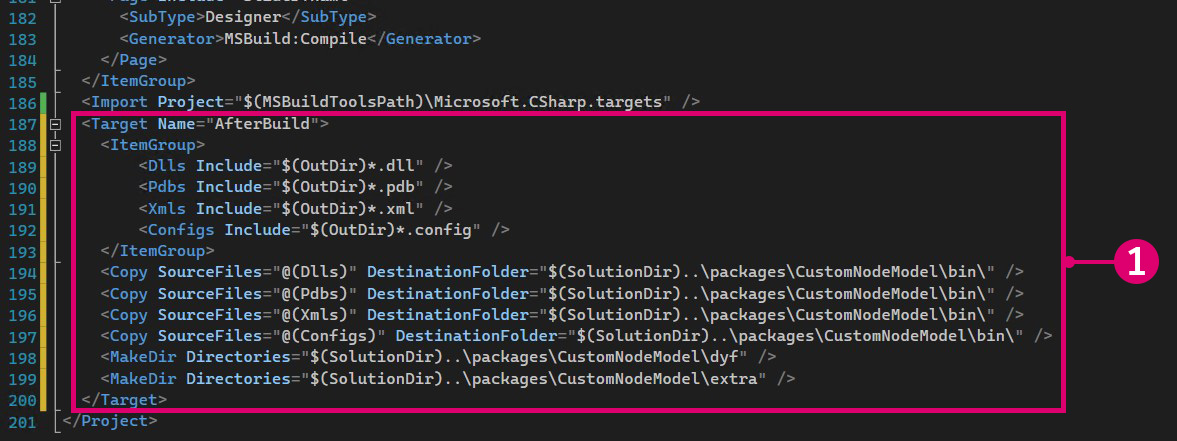 182 <SubType>Designer</SubType>
183 <Generator>MSBuild:Compile</Generator>
184 </Page>
185 </ItemGroup>
186 <Import Project="$(MSBuildToolsPath)\Microsoft.CSharp.targets" />
187 <Target Name="AfterBuild">
188 <ItemGroup>
189 <Dlls Include="$(OutDir)*.dll" />
190 <Pdbs Include="$(OutDir)*.pdb" />
191 <Xmls Include="$(OutDir)*.xml" />
192 <Configs Include="$(OutDir)*.config" />
193 </ItemGroup>
194 <Copy SourceFiles="@(Dlls)" DestinationFolder="$(SolutionDir)..\packages\CustomNodeModel\bin\" />
195 <Copy SourceFiles="@(Pdbs)" DestinationFolder="$(SolutionDir)..\packages\CustomNodeModel\bin\" />
196 <Copy SourceFiles="@(Xmls)" DestinationFolder="$(SolutionDir)..\packages\CustomNodeModel\bin\" />
197 <Copy SourceFiles="@(Configs)" DestinationFolder="$(SolutionDir)..\packages\CustomNodeModel\bin\" />
198 <MakeDir Directories="$(SolutionDir)..\packages\CustomNodeModel\dyf" />
199 <MakeDir Directories="$(SolutionDir)..\packages\CustomNodeModel\extra" />
200 </Target>
201 </Project>
1